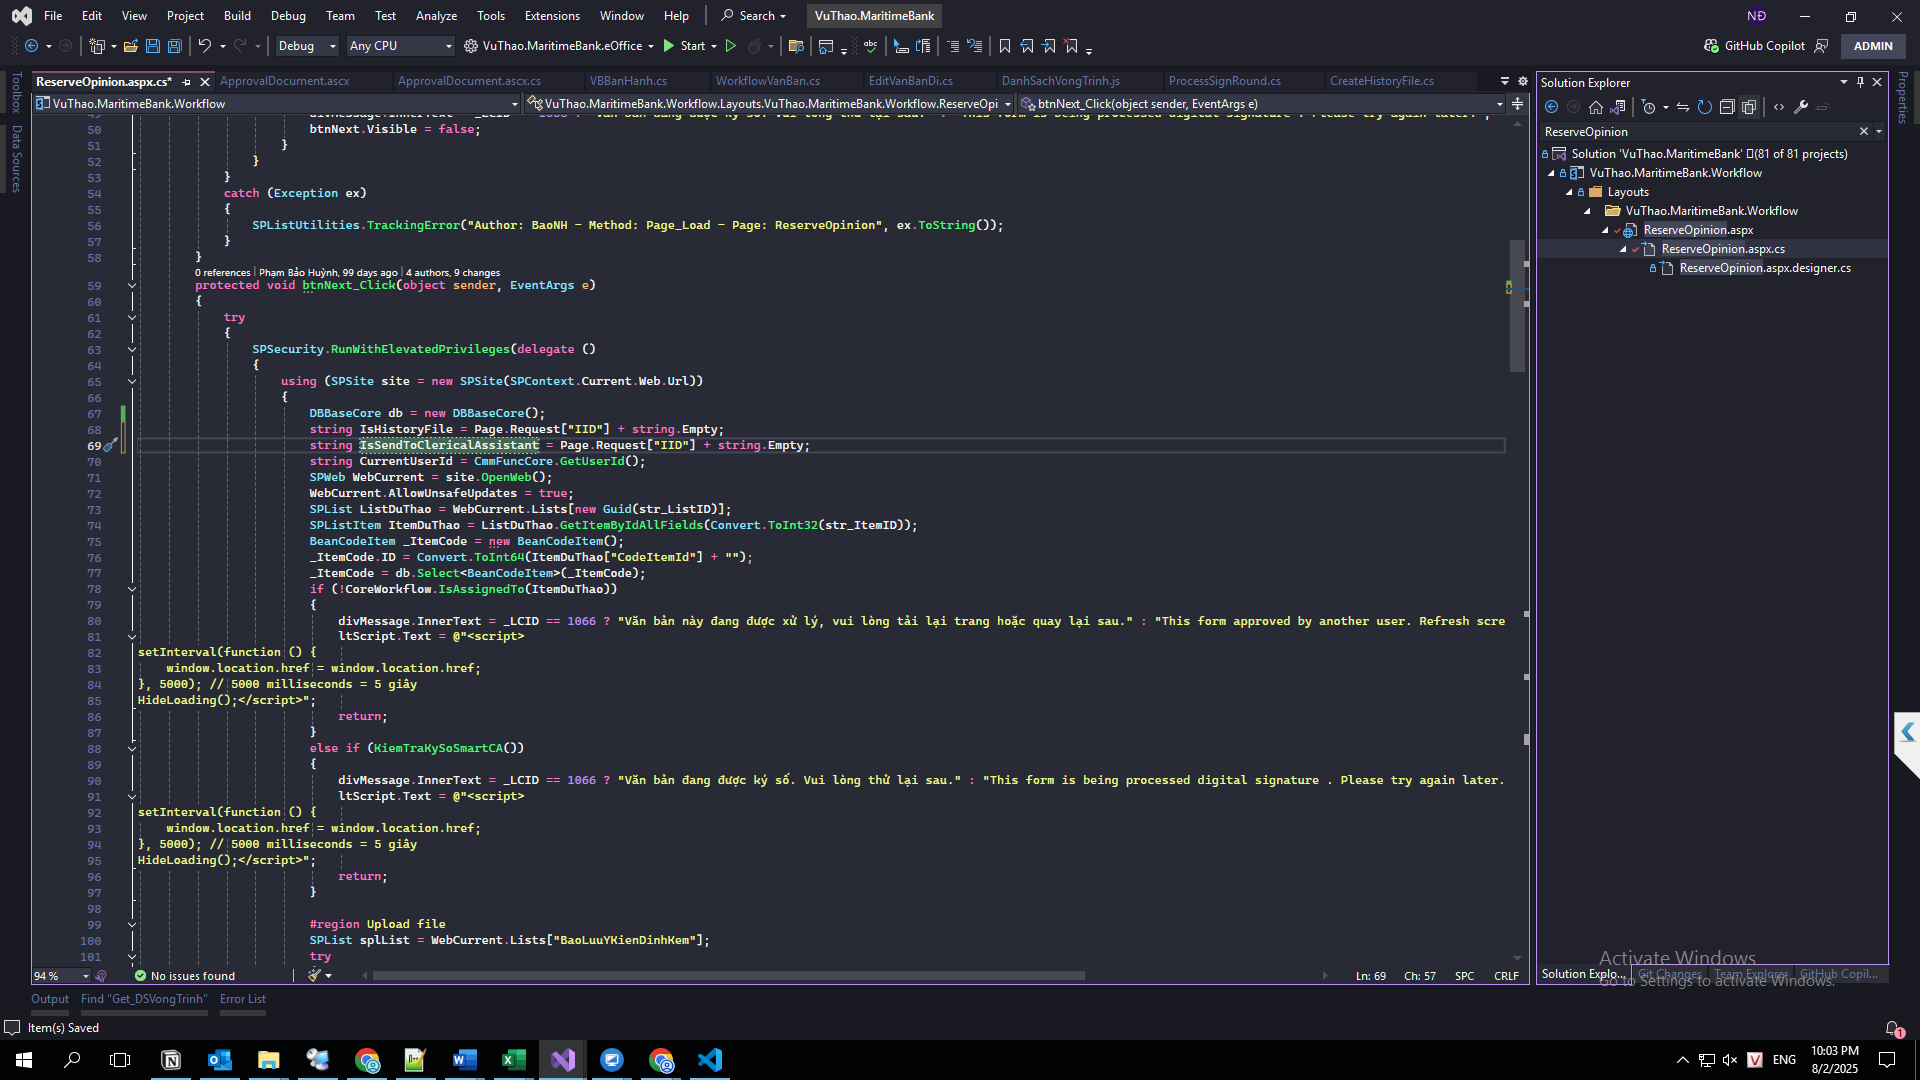 File Edit View Project Build Debug Team Test Analyze Tools Extensions Window Help Search VuThao.MaritimeBank NĐ
Debug Any CPU VuThao.MaritimeBank.eOffice Start GitHub Copilot ADMIN
ReserveOpinion.aspx.cs* ApprovalDocument.ascx ApprovalDocument.ascx.cs VBBanHanh.cs WorkflowVanBan.cs EditVanBanDi.cs DanhSachVongTrinh.js ProcessSignRound.cs CreateHistoryFile.cs
VuThao.MaritimeBank.Workflow VuThao.MaritimeBank.Workflow.Layouts.VuThao.MaritimeBank.Workflow.ReserveOpi btnNext_Click(object sender, EventArgs e)
Toolbox
Data Sources
50 btnNext.Visible = false;
51 }
52 }
53 }
54 catch (Exception ex)
55 {
56 SPListUtilities.TrackingError("Author: BaoNH - Method: Page_Load - Page: ReserveOpinion", ex.ToString());
57 }
58 }
0 references | Phạm Bảo Huỳnh, 99 days ago | 4 authors, 9 changes
59 protected void btnNext_Click(object sender, EventArgs e)
60 {
61 try
62 {
63 SPSecurity.RunWithElevatedPrivileges(delegate ()
64 {
65 using (SPSite site = new SPSite(SPContext.Current.Web.Url))
66 {
67 DBBaseCore db = new DBBaseCore();
68 string IsHistoryFile = Page.Request["IID"] + string.Empty;
69 string IsSendToClericalAssistant = Page.Request["IID"] + string.Empty;
70 string CurrentUserId = CmmFuncCore.GetUserId();
71 SPWeb WebCurrent = site.OpenWeb();
72 WebCurrent.AllowUnsafeUpdates = true;
73 SPList ListDuThao = WebCurrent.Lists[new Guid(str_ListID)];
74 SPListItem ItemDuThao = ListDuThao.GetItemByIdAllFields(Convert.ToInt32(str_ItemID));
75 BeanCodeItem _ItemCode = new BeanCodeItem();
76 _ItemCode.ID = Convert.ToInt64(ItemDuThao["CodeItemId"] + "");
77 _ItemCode = db.Select<BeanCodeItem>(_ItemCode);
78 if (!CoreWorkflow.IsAssignedTo(ItemDuThao))
79 {
80 divMessage.InnerText = _LCID == 1066 ? "Văn bản này đang được xử lý, vui lòng tải lại trang hoặc quay lại sau." : "This form approved by another user. Refresh scre
81 ltScript.Text = @"<script>
82 setInterval(function () {
83 window.location.href = window.location.href;
84 }, 5000); // 5000 milliseconds = 5 giây
85 HideLoading();</script>";
86 return;
87 }
88 else if (KiemTraKySoSmartCA())
89 {
90 divMessage.InnerText = _LCID == 1066 ? "Văn bản đang được ký số. Vui lòng thử lại sau." : "This form is being processed digital signature . Please try again later.
91 ltScript.Text = @"<script>
92 setInterval(function () {
93 window.location.href = window.location.href;
94 }, 5000); // 5000 milliseconds = 5 giây
95 HideLoading();</script>";
96 return;
97 }
98
99 #region Upload file
100 SPList splList = WebCurrent.Lists["BaoLuuYKienDinhKem"];
101 try
94 % No issues found Ln: 69 Ch: 57 SPC CRLF
Output Find "Get_DSVongTrinh" Error List
Item(s) Saved
Solution Explorer
ReserveOpinion
Solution 'VuThao.MaritimeBank' (81 of 81 projects)
VuThao.MaritimeBank.Workflow
Layouts
VuThao.MaritimeBank.Workflow
ReserveOpinion.aspx
ReserveOpinion.aspx.cs
ReserveOpinion.aspx.designer.cs
Properties
Activate Windows
Solution Explo... Git Changes Team Explorer GitHub Copil...
Go to Settings to activate Windows.
1
V ENG 10:03 PM
8/2/2025